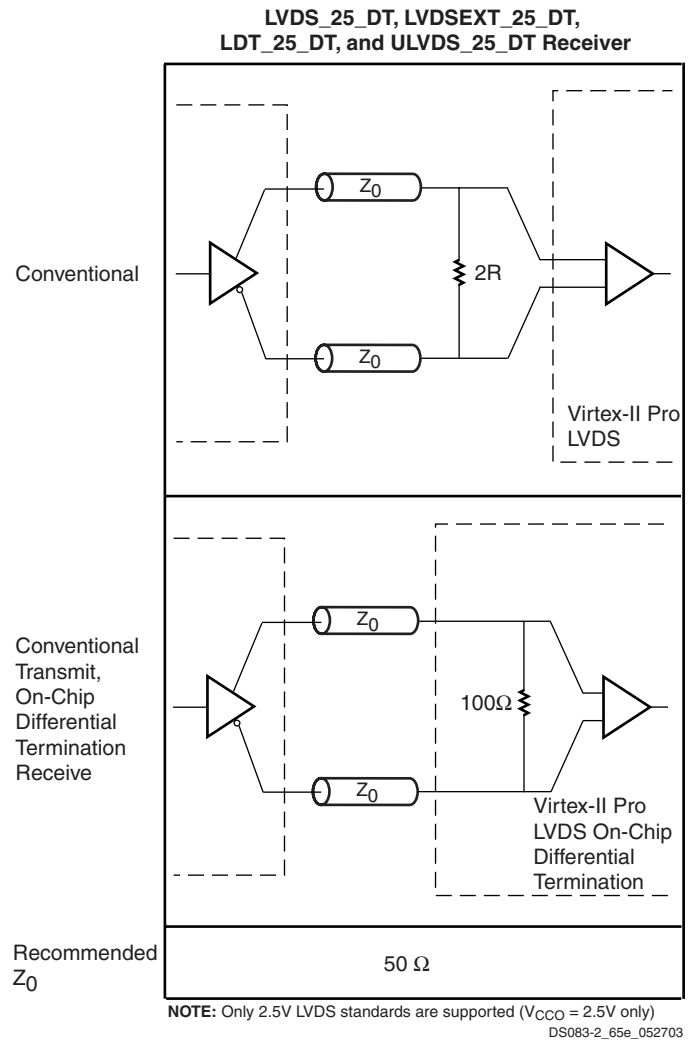 LVDS_25_DT, LVDSEXT_25_DT,
LDT_25_DT, and ULVDS_25_DT Receiver
Conventional
Z0
2R
Z0
Virtex-II Pro
LVDS
Conventional
Transmit,
On-Chip
Differential
Termination
Receive
Z0
100Ω
Z0
Virtex-II Pro
LVDS On-Chip
Differential
Termination
Recommended
Z0
50 Ω
NOTE: Only 2.5V LVDS standards are supported (VCCO = 2.5V only)
DS083-2_65e_052703